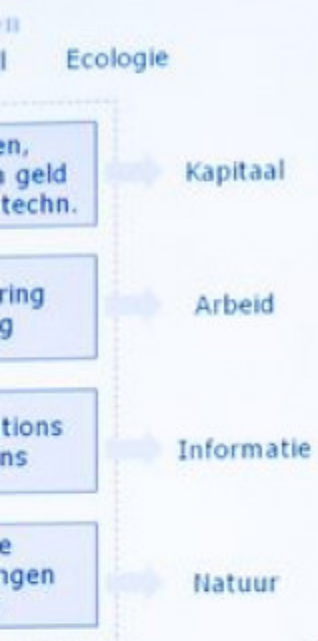 Ecologie
en,
geld
techn.
Kapitaal
ring
g
Arbeid
tions
ns
Informatie
e
ngen
Natuur